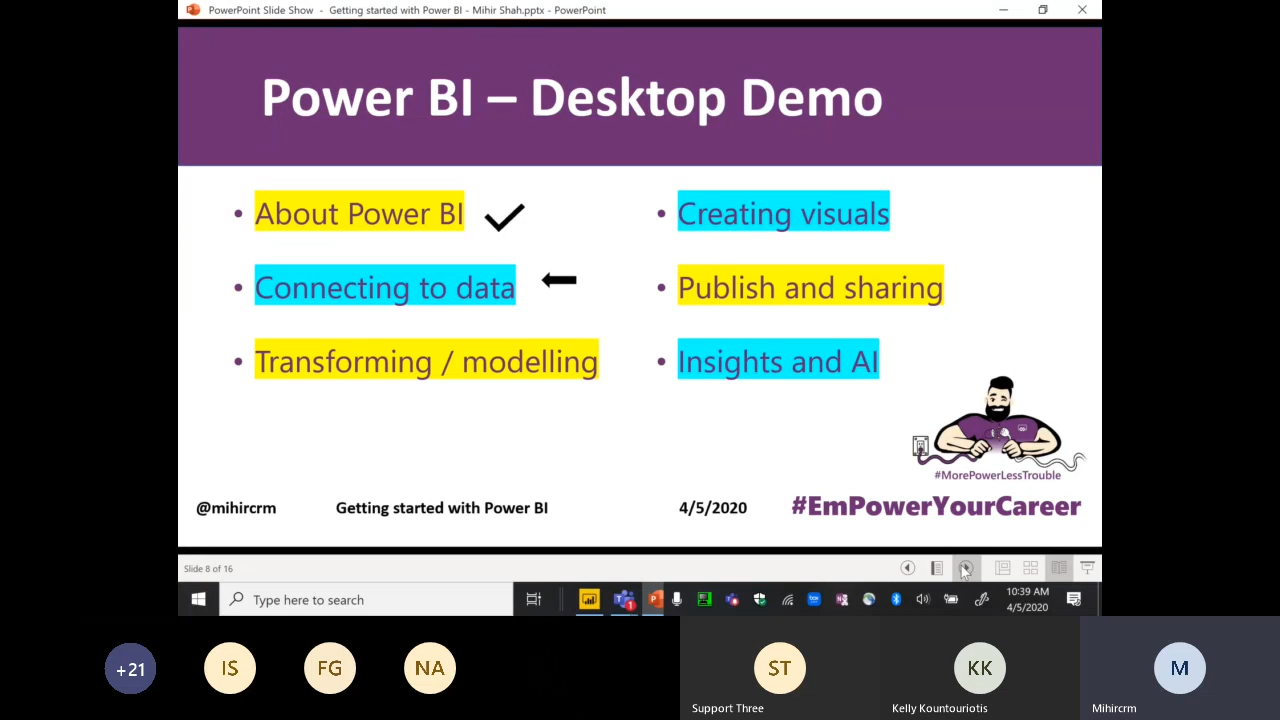 PowerPoint Slide Show - Getting started with Power BI - Mihir Shah.pptx - PowerPoint
Power BI – Desktop Demo
• About Power BI
• Connecting to data
• Transforming / modelling
• Creating visuals
• Publish and sharing
• Insights and AI
#MorePowerLessTrouble
@mihircrm Getting started with Power BI 4/5/2020 #EmPowerYourCareer
Slide 8 of 16
Type here to search
10:39 AM
4/5/2020
+21 IS FG NA ST KK M
Support Three Kelly Kountouriotis Mihircrm